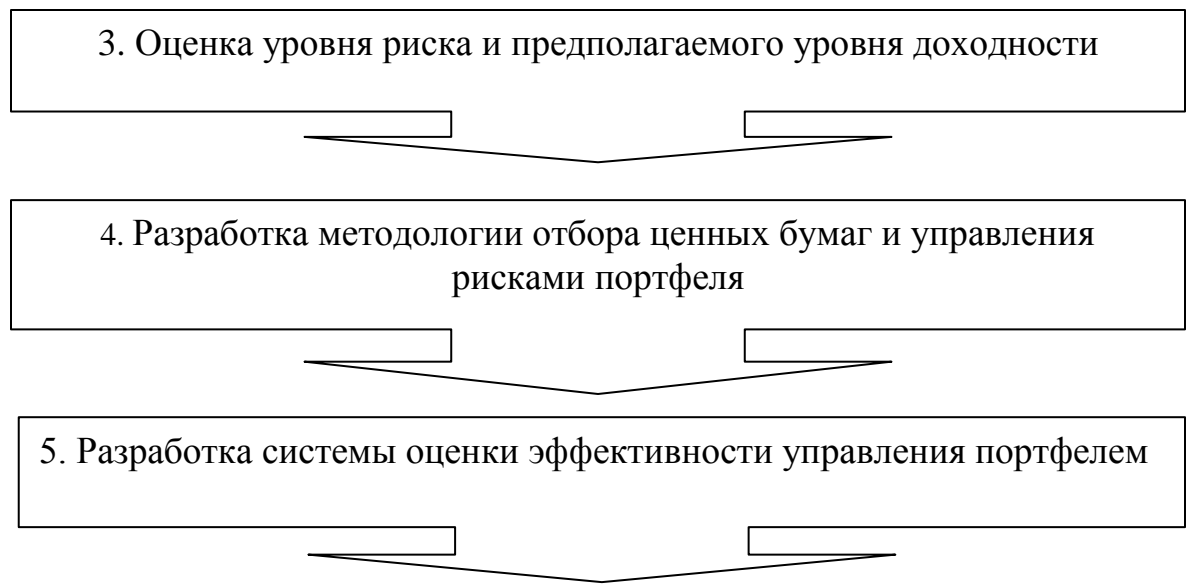 3. Оценка уровня риска и предполагаемого уровня доходности
4. Разработка методологии отбора ценных бумаг и управления
рисками портфеля
5. Разработка системы оценки эффективности управления портфелем